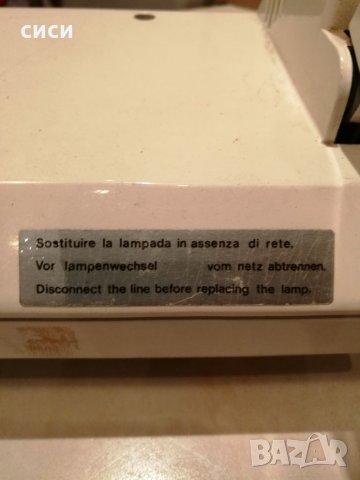 сиси
Sostituire la lampada in assenza di rete.
Vor lampenwechsel vom netz abtrennen.
Disconnect the line before replacing the lamp.
BAZAR